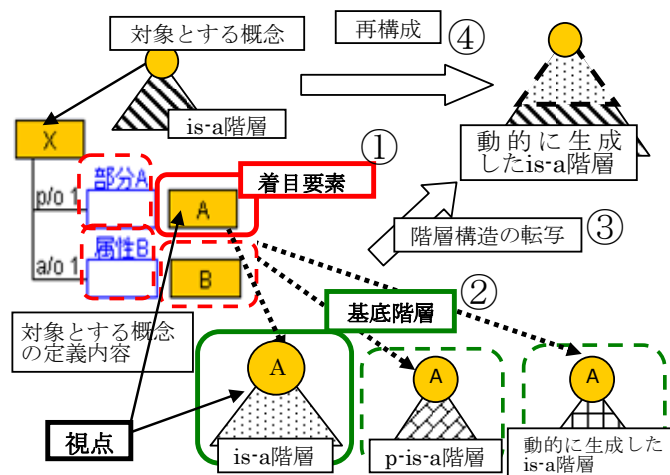 対象とする概念
再構成
④
is-a階層
X
①
部分A
着目要素
動的に生成
したis-a階層
p/o 1
A
階層構造の転写
③
属性B
a/o 1
B
②
基底階層
対象とする概念
の定義内容
A
A
A
視点
is-a階層
p-is-a階層
動的に生成した
is-a階層